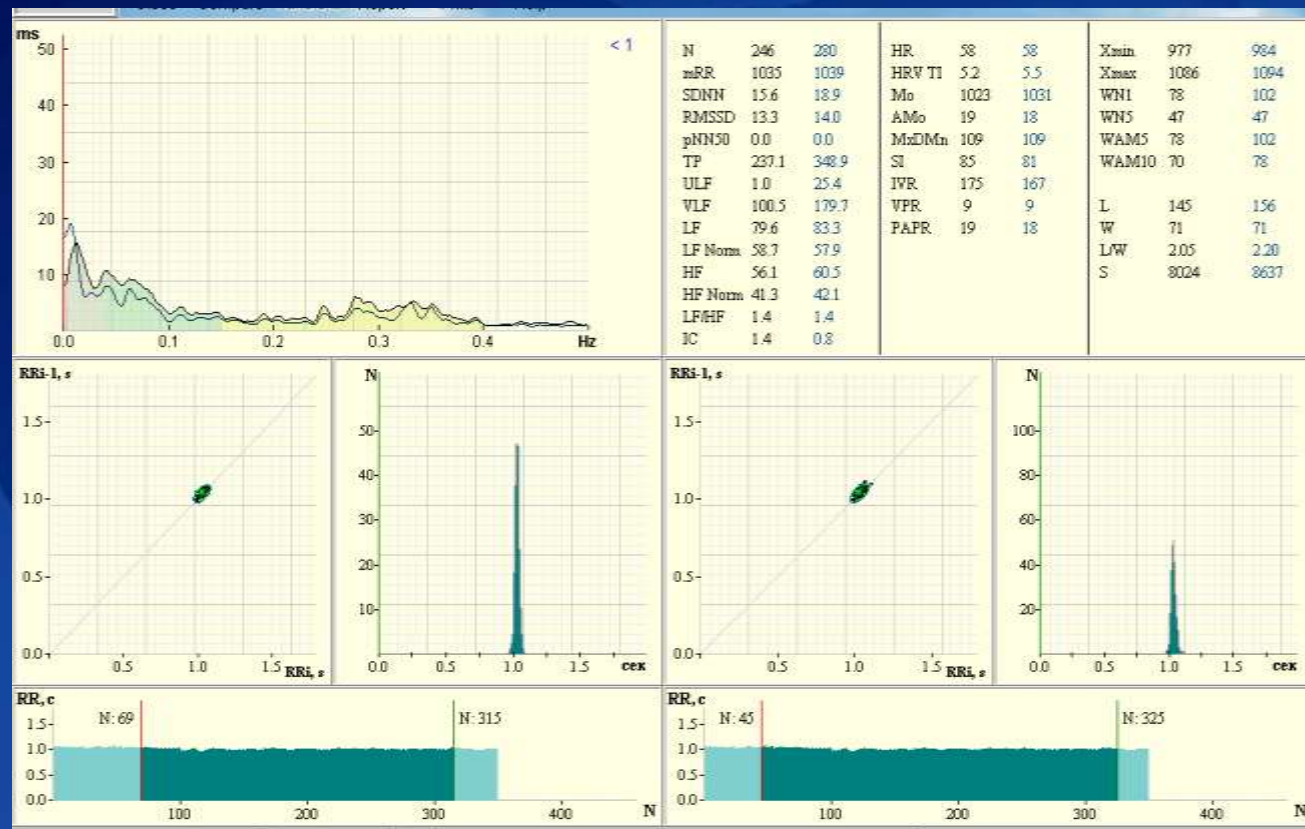 ms
50
40
30
20
10
0.0 0.1 0.2 0.3 0.4 Hz
< 1
N 246 280
mRR 1035 1039
SDNN 15.6 18.9
RMSSD 13.3 14.0
pNN50 0.0 0.0
TP 237.1 348.9
ULF 1.0 25.4
VLF 100.5 179.7
LF 79.6 83.3
LF Norm 58.7 57.9
HF 56.1 60.5
HF Norm 41.3 42.1
LF/HF 1.4 1.4
IC 1.4 0.8
HR 58 58
HRV TI 5.2 5.5
Mo 1023 1031
AMo 19 18
MxDMn 109 109
SI 85 81
IVR 175 167
VPR 9 9
PAPR 19 18
Xmin 977 984
Xmax 1086 1094
WN1 78 102
WN5 47 47
WAM5 78 102
WAM10 70 78
L 145 156
W 71 71
L/W 2.05 2.20
S 8024 8637
RRi-1, s
1.5
1.0
0.5
0.0
0.5 1.0 1.5 RRi, s
N
50
40
30
20
10
0.0 0.5 1.0 1.5 сек
RRi-1, s
1.5
1.0
0.5
0.0
0.5 1.0 1.5 RRi, s
N
100
80
60
40
20
0.0 0.5 1.0 1.5 сек
RR, c
1.5
1.0
0.5
0.0
N: 69 N: 315
100 200 300 400 N
RR, c
1.5
1.0
0.5
0.0
N: 45 N: 325
100 200 300 400 N